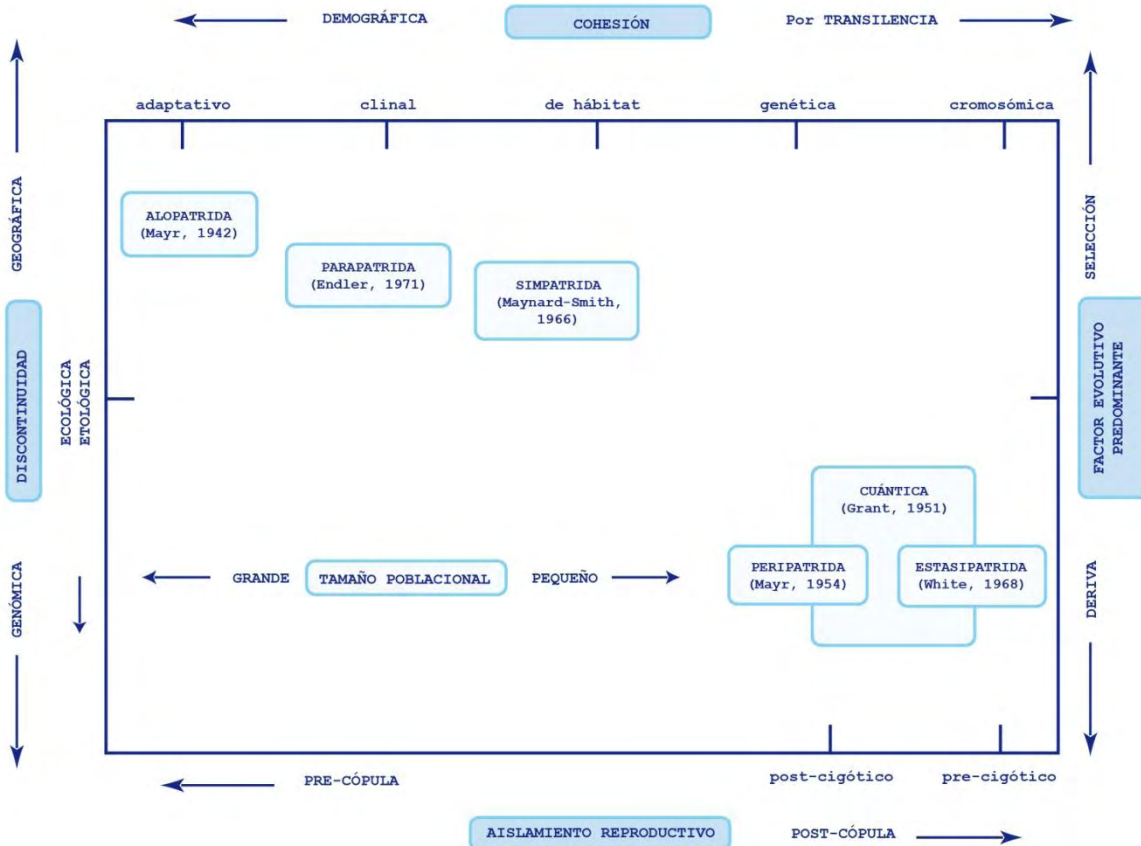 DEMOGRÁFICA
COHESIÓN
Por TRANSILENCIA
adaptativo
clinal
de hábitat
genética
cromosómica
GEOGRÁFICA
DISCONTINUIDAD
ECOLÓGICA
ETOLÓGICA
GENÓMICA
ALOPATRIDA
(Mayr, 1942)
PARAPATRIDA
(Endler, 1971)
SIMPATRIDA
(Maynard-Smith,
1966)
SELECCIÓN
FACTOR EVOLUTIVO
PREDOMINANTE
DERIVA
CUÁNTICA
(Grant, 1951)
PERIPATRIDA
(Mayr, 1954)
ESTASIPATRIDA
(White, 1968)
GRANDE
TAMAÑO POBLACIONAL
PEQUEÑO
PRE-CÓPULA
post-cigótico
pre-cigótico
AISLAMIENTO REPRODUCTIVO
POST-CÓPULA